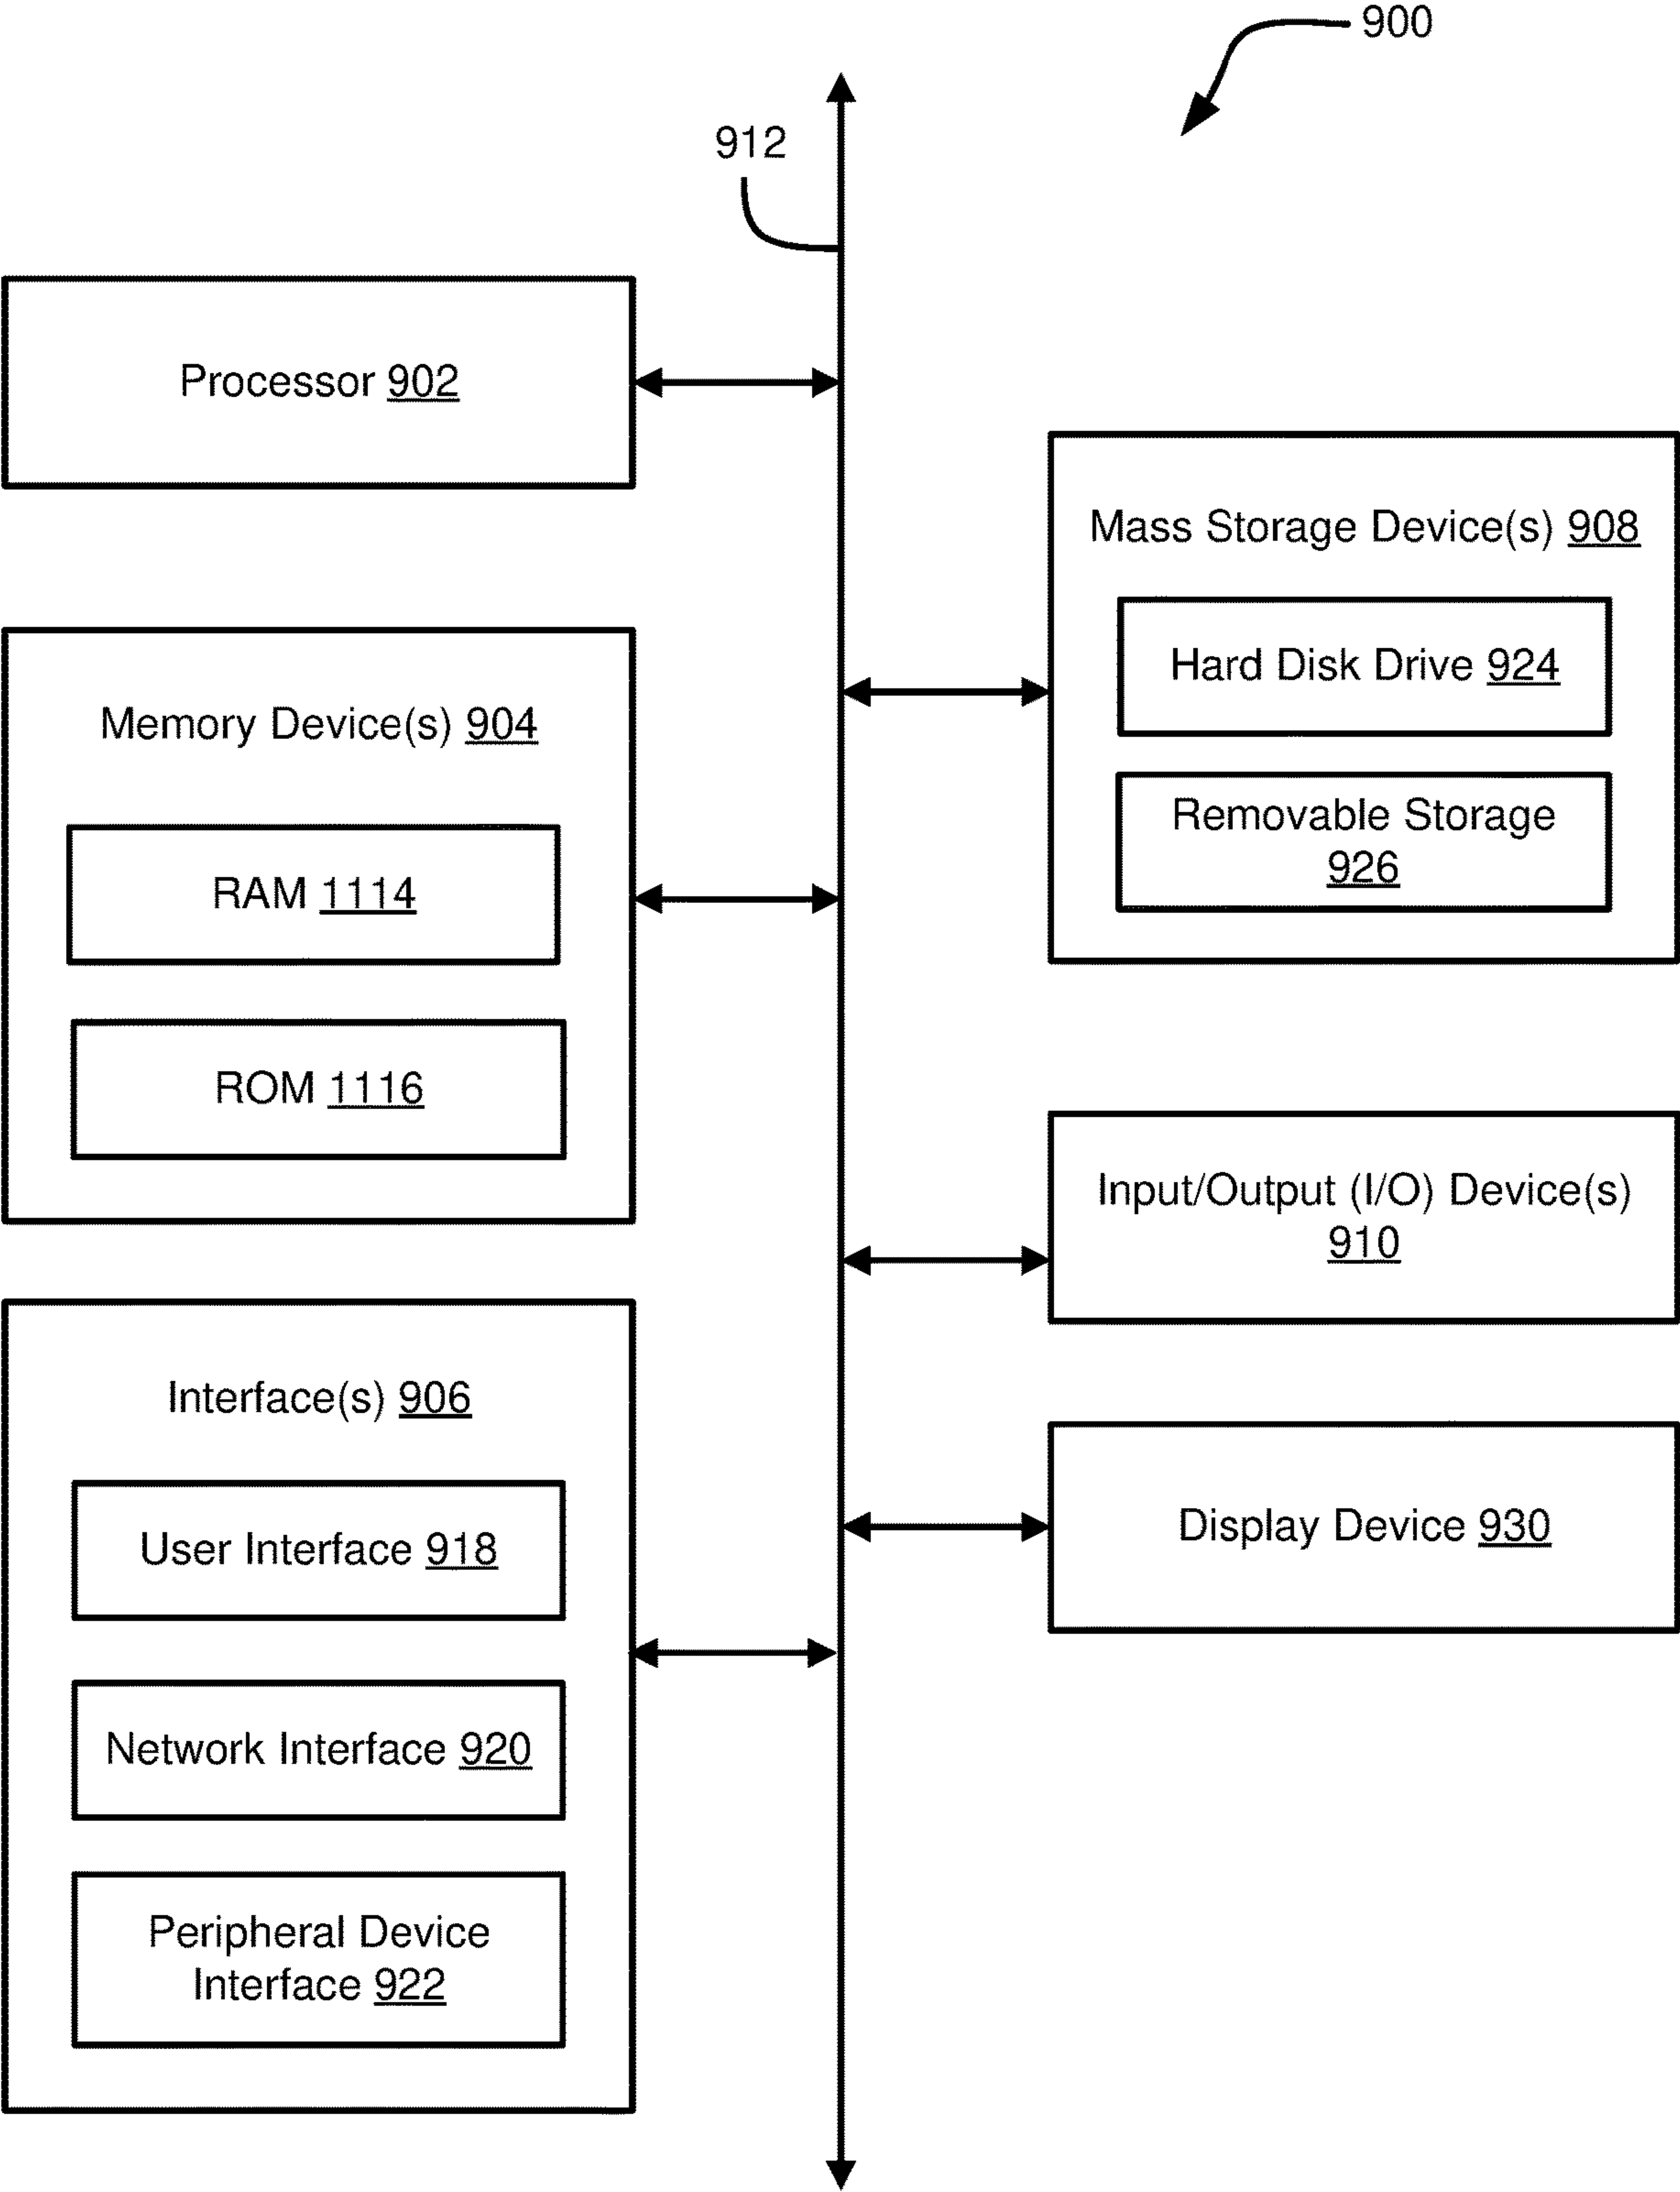 900
912
Processor 902
Mass Storage Device(s) 908
Hard Disk Drive 924
Removable Storage
926
Memory Device(s) 904
RAM 1114
ROM 1116
Input/Output (I/O) Device(s)
910
Interface(s) 906
User Interface 918
Network Interface 920
Peripheral Device
Interface 922
Display Device 930